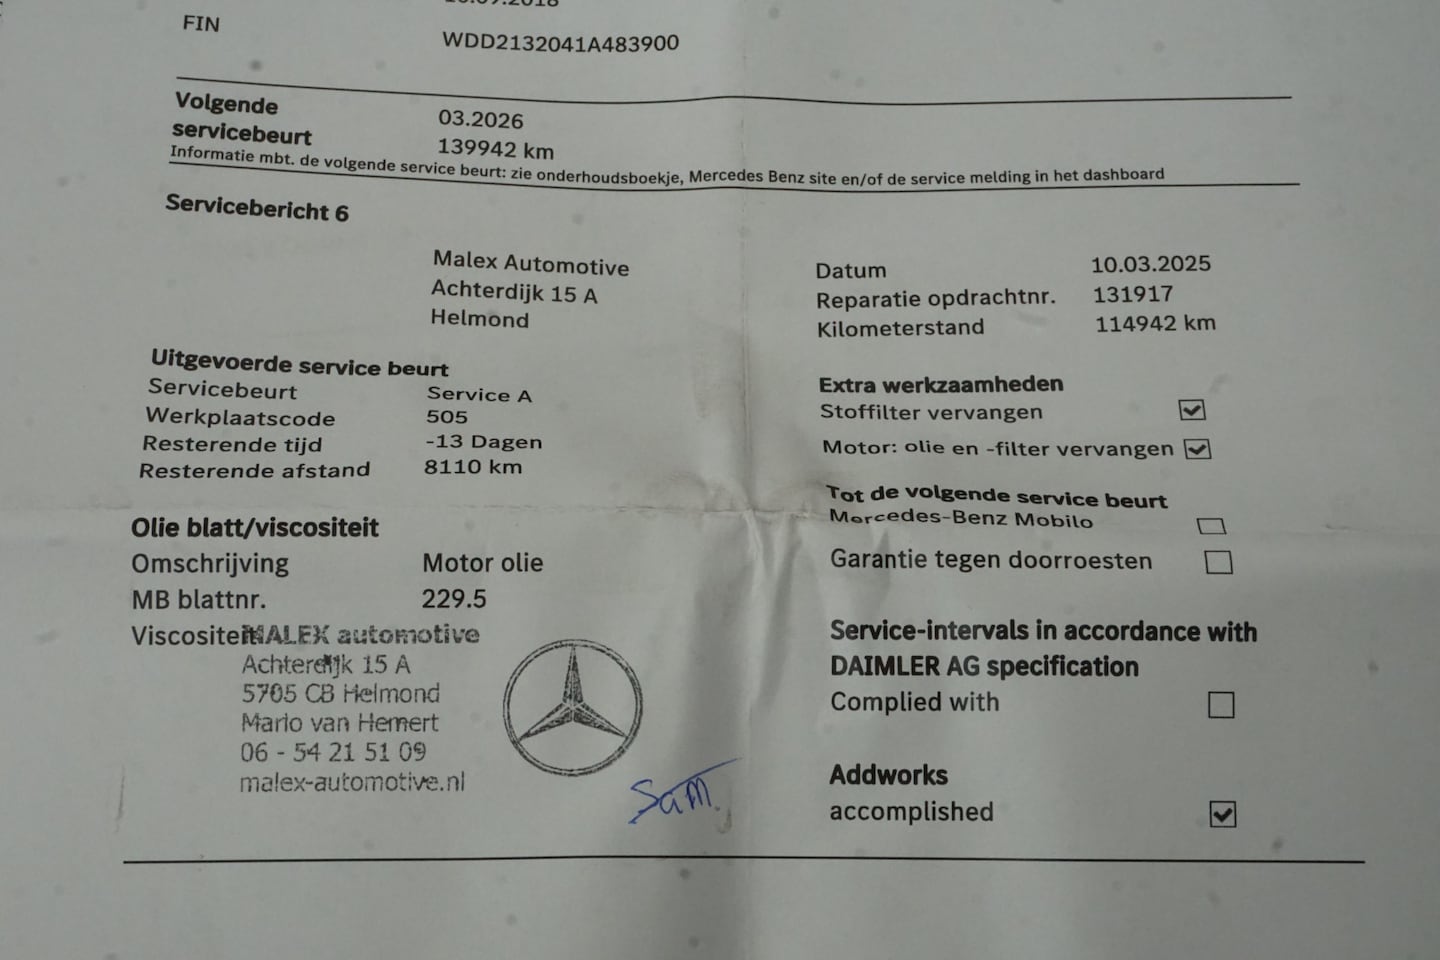 FIN
WDD2132041A483900
Volgende
servicebeurt
03.2026
139942 km
Informatie mbt. de volgende service beurt: zie onderhoudsboekje, Mercedes Benz site en/of de service melding in het dashboard
Servicebericht 6
Malex Automotive
Achterdijk 15 A
Helmond
Datum 10.03.2025
Reparatie opdrachtnr. 131917
Kilometerstand 114942 km
Uitgevoerde service beurt
Servicebeurt Service A
Werkplaatscode 505
Resterende tijd -13 Dagen
Resterende afstand 8110 km
Extra werkzaamheden
Stoffilter vervangen
Motor: olie en -filter vervangen
Tot de volgende service beurt
Mercedes-Benz Mobilo
Garantie tegen doorroesten
Olie blatt/viscositeit
Omschrijving Motor olie
MB blattnr. 229.5
Viscositeit
MALEX automotive
Achterdijk 15 A
5705 CB Helmond
Mario van Hemert
06 - 54 21 51 09
malex-automotive.nl
Sam.
Service-intervals in accordance with
DAIMLER AG specification
Complied with
Addworks
accomplished